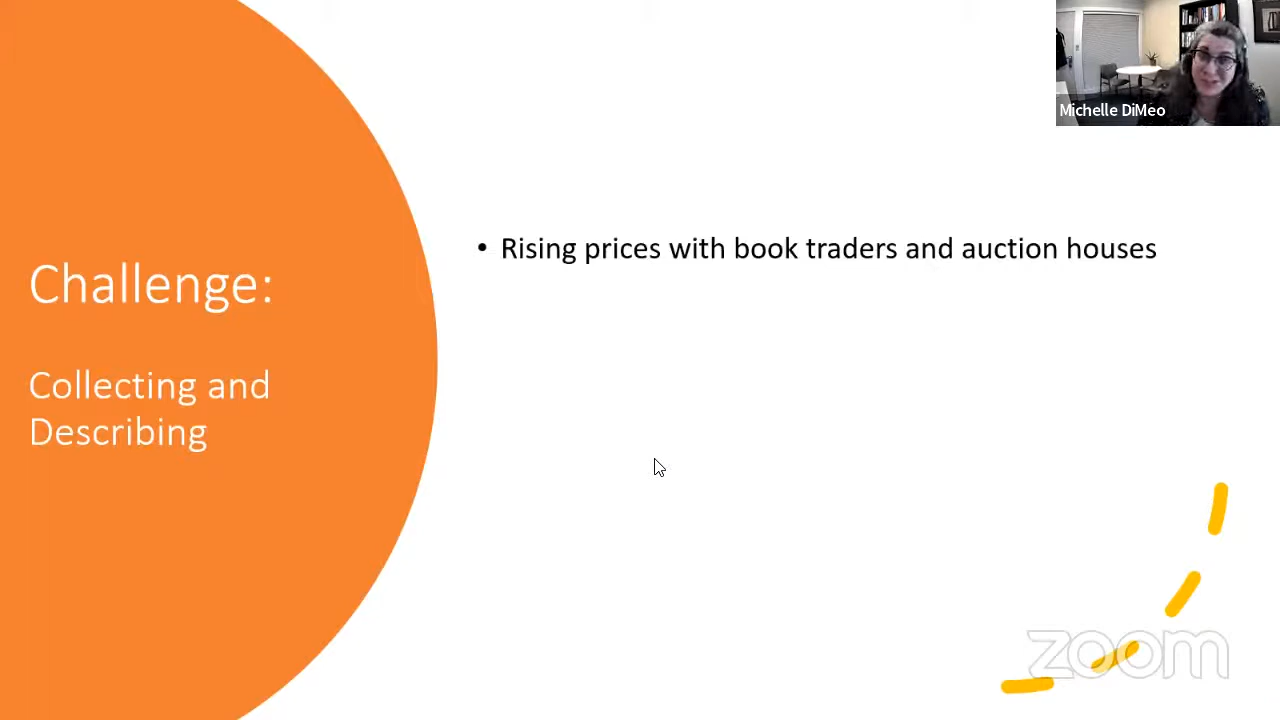 Michelle DiMeo
Challenge:
Collecting and
Describing
• Rising prices with book traders and auction houses
zoom